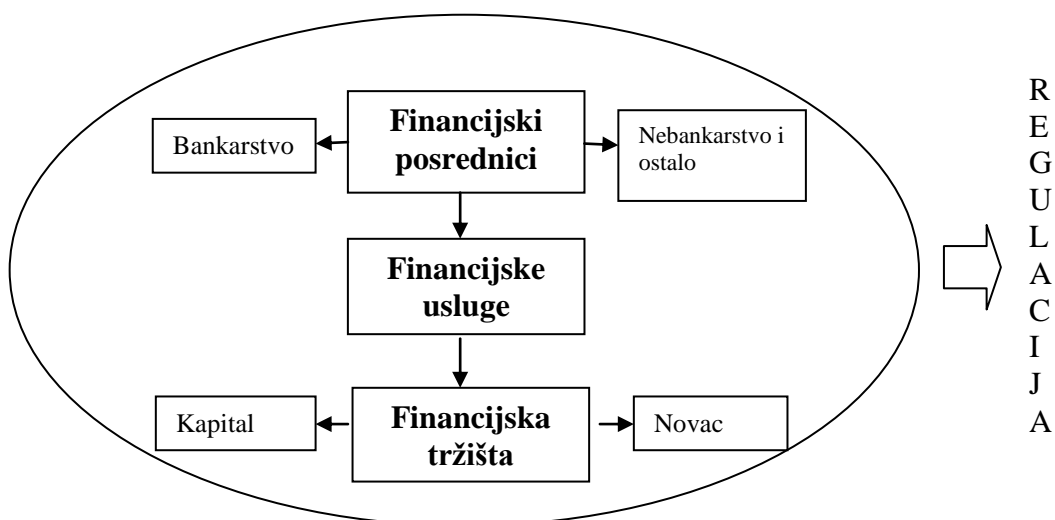 Financijski
posrednici
Bankarstvo
Nebankarstvo i
ostalo
Financijske
usluge
Kapital
Financijska
tržišta
Novac
R
E
G
U
L
A
C
I
J
A